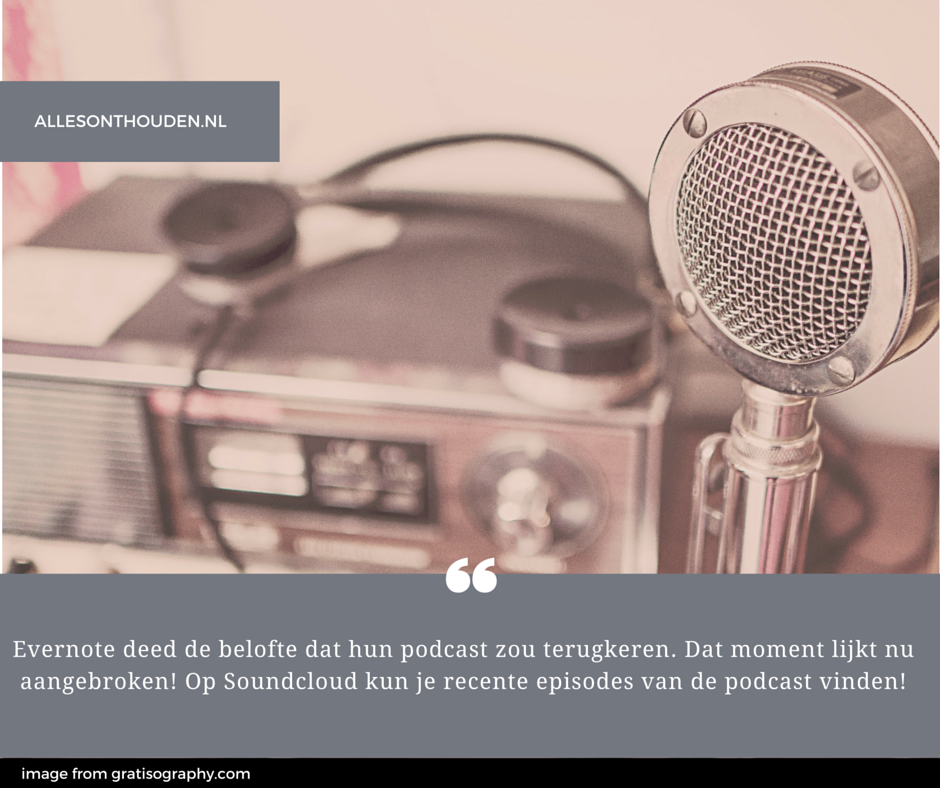 ALLESONTHOUDEN.NL
Evernote deed de belofte dat hun podcast zou terugkeren. Dat moment lijkt nu
aangebroken! Op Soundcloud kun je recente episodes van de podcast vinden!
image from gratisography.com